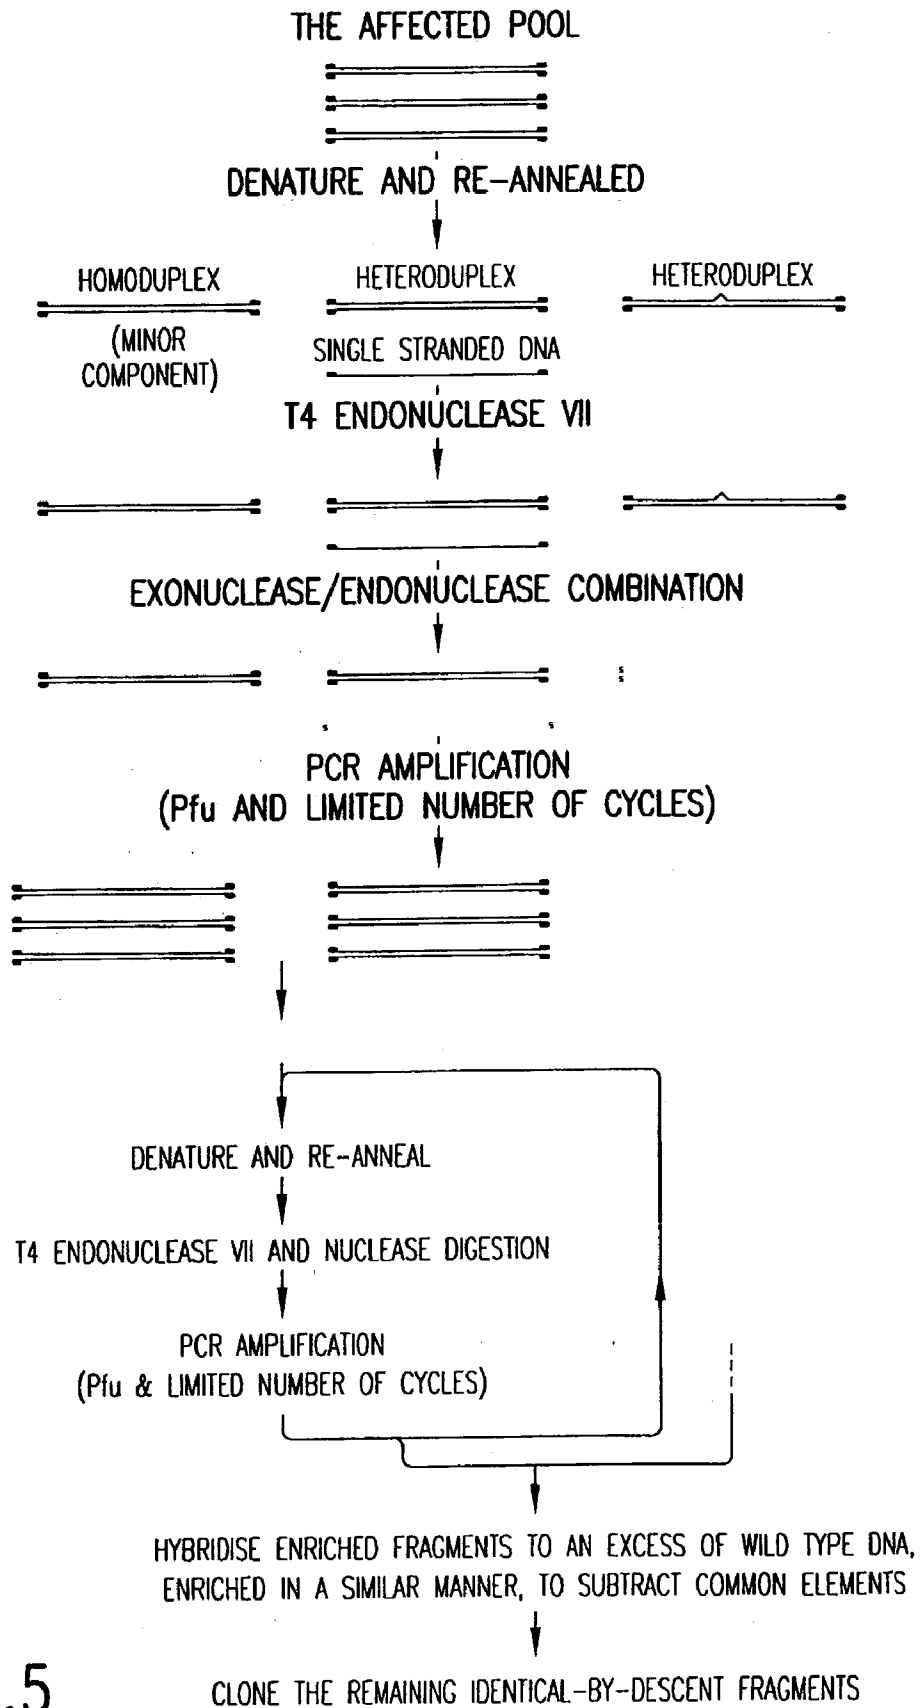 THE AFFECTED POOL
DENATURE AND RE-ANNEALED
HOMODUPLEX
HETERODUPLEX
HETERODUPLEX
(MINOR
COMPONENT)
SINGLE STRANDED DNA
T4 ENDONUCLEASE VII
EXONUCLEASE/ENDONUCLEASE COMBINATION
s
s
s
s
PCR AMPLIFICATION
(Pfu AND LIMITED NUMBER OF CYCLES)
DENATURE AND RE-ANNEAL
T4 ENDONUCLEASE VII AND NUCLEASE DIGESTION
PCR AMPLIFICATION
(Pfu & LIMITED NUMBER OF CYCLES)
HYBRIDISE ENRICHED FRAGMENTS TO AN EXCESS OF WILD TYPE DNA,
ENRICHED IN A SIMILAR MANNER, TO SUBTRACT COMMON ELEMENTS
.5
CLONE THE REMAINING IDENTICAL-BY-DESCENT FRAGMENTS